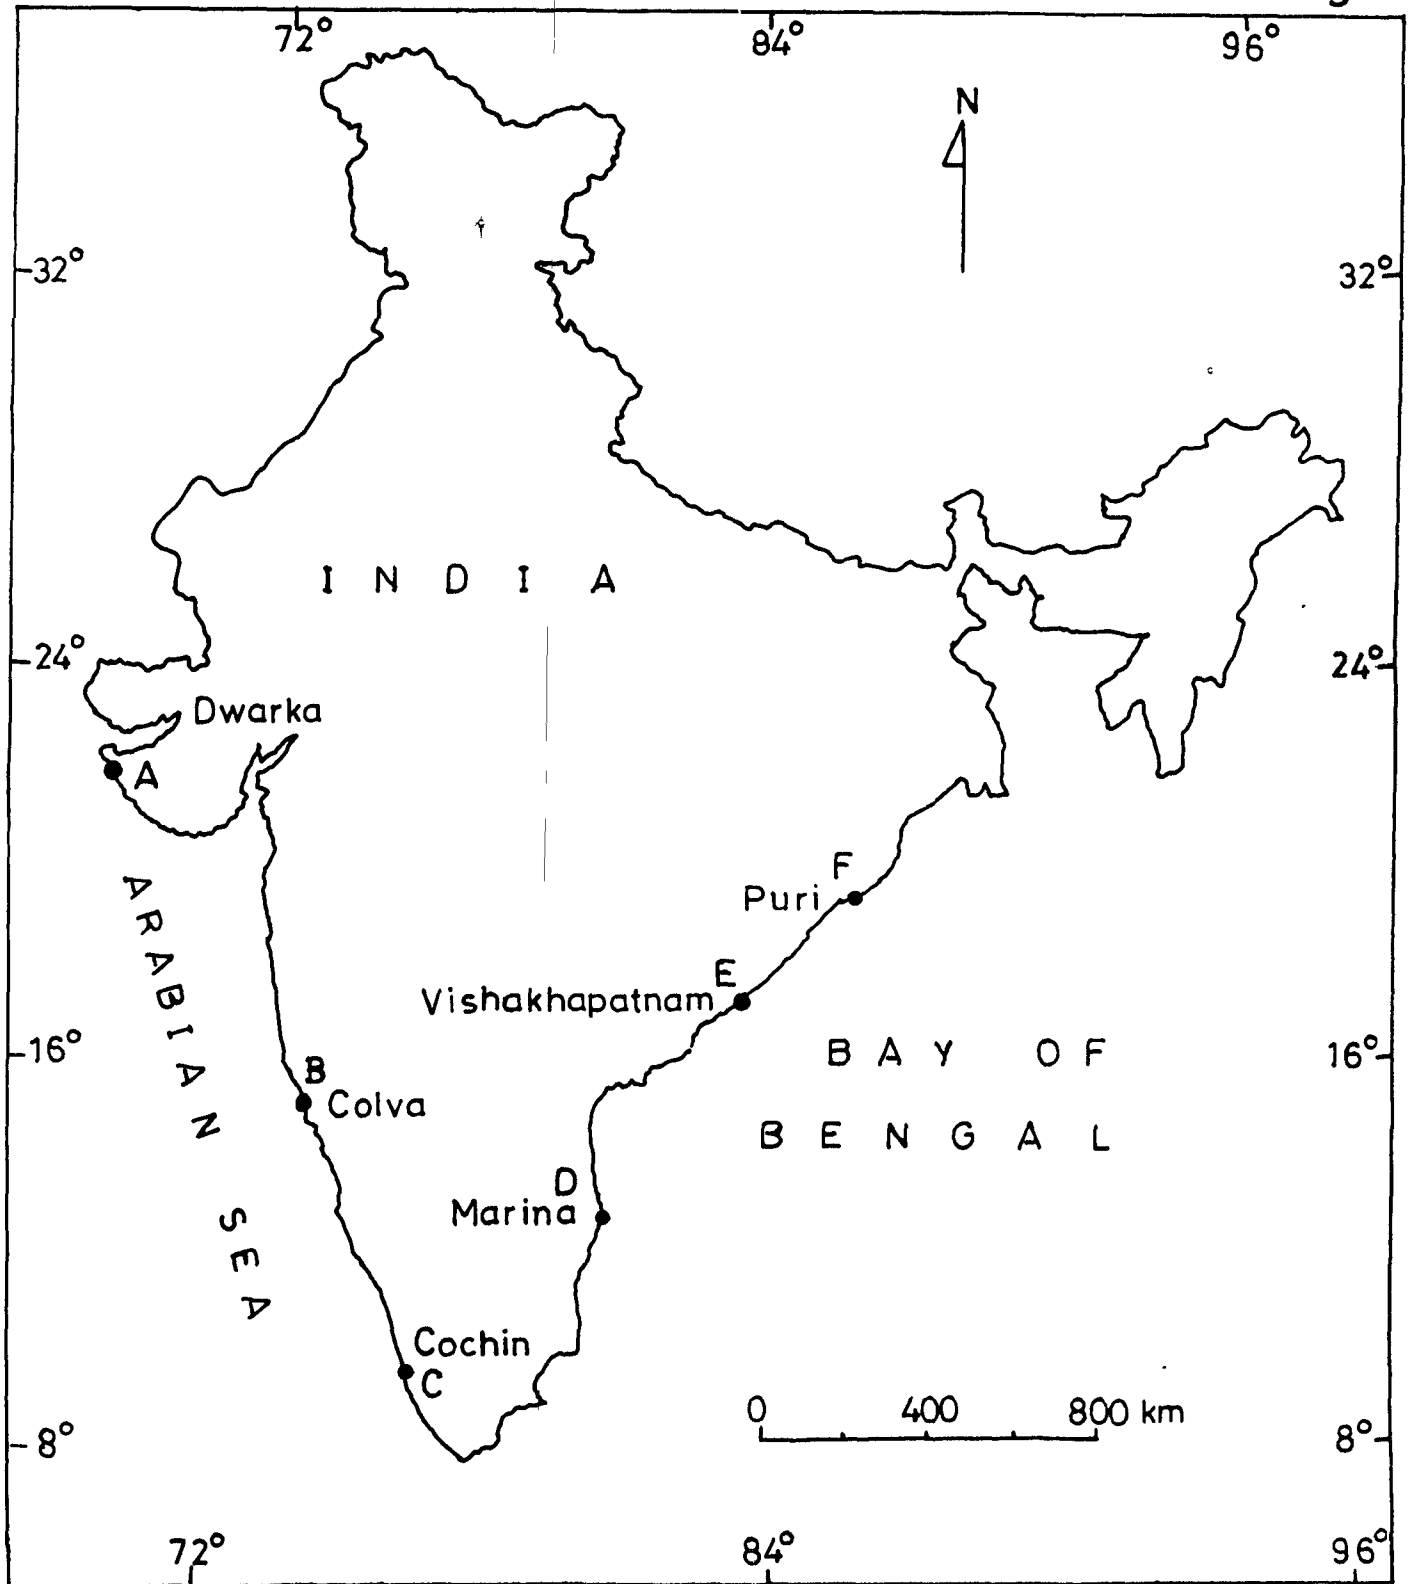 72° 84° 96°
N
32° 32°
INDIA
24° 24°
Dwarka
A
F
Puri
E
Vishakhapatnam
ARABIAN SEA
16° 16°
BAY OF
B
Colva
BENGAL
D
Marina
Cochin
C
0 400 800 km
8° 8°
72° 84° 96°